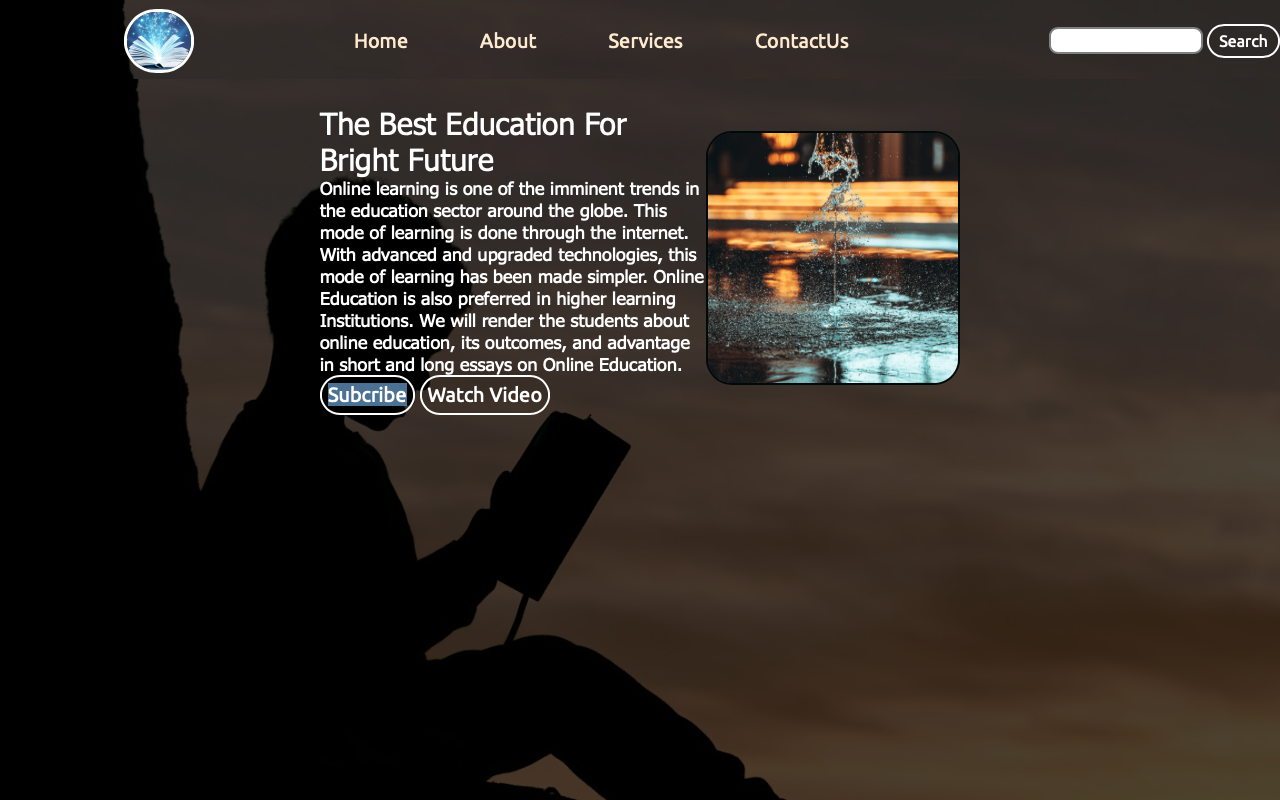 Home About Services ContactUs Search
The Best Education For
Bright Future
Online learning is one of the imminent trends in
the education sector around the globe. This
mode of learning is done through the internet.
With advanced and upgraded technologies, this
mode of learning has been made simpler. Online
Education is also preferred in higher learning
Institutions. We will render the students about
online education, its outcomes, and advantage
in short and long essays on Online Education.
Subcribe Watch Video